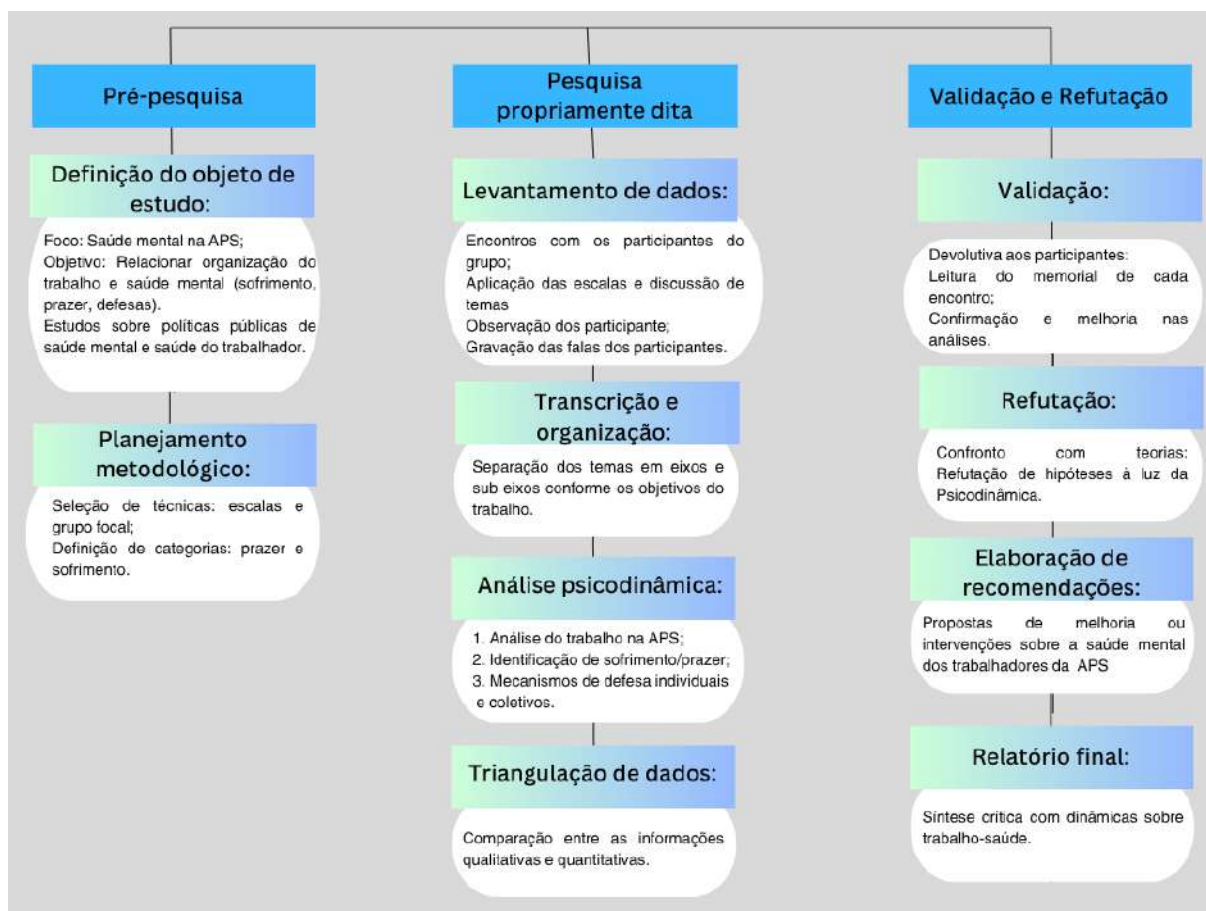 Pré-pesquisa
Definição do objeto de
estudo:
Foco: Saúde mental na APS;
Objetivo: Relacionar organização do
trabalho e saúde mental (sofrimento,
prazer, defesas).
Estudos sobre políticas públicas de
saúde mental e saúde do trabalhador.
Planejamento
metodológico:
Seleção de técnicas: escalas e
grupo focal;
Definição de categorias: prazer e
sofrimento.
Pesquisa
propriamente dita
Levantamento de dados:
Encontros com os participantes do
grupo;
Aplicação das escalas e discussão de
temas
Observação dos participante;
Gravação das falas dos participantes.
Transcrição e
organização:
Separação dos temas em eixos e
sub eixos conforme os objetivos do
trabalho.
Análise psicodinâmica:
1. Análise do trabalho na APS;
2. Identificação de sofrimento/prazer;
3. Mecanismos de defesa individuais
e coletivos.
Triangulação de dados:
Comparação entre as informações
qualitativas e quantitativas.
Validação e Refutação
Validação:
Devolutiva aos participantes:
Leitura do memorial de cada
encontro;
Confirmação e melhoria nas
análises.
Refutação:
Confronto com teorias:
Refutação de hipóteses à luz da
Psicodinâmica.
Elaboração de
recomendações:
Propostas de melhoria ou
intervenções sobre a saúde mental
dos trabalhadores da APS
Relatório final:
Síntese crítica com dinâmicas sobre
trabalho-saúde.